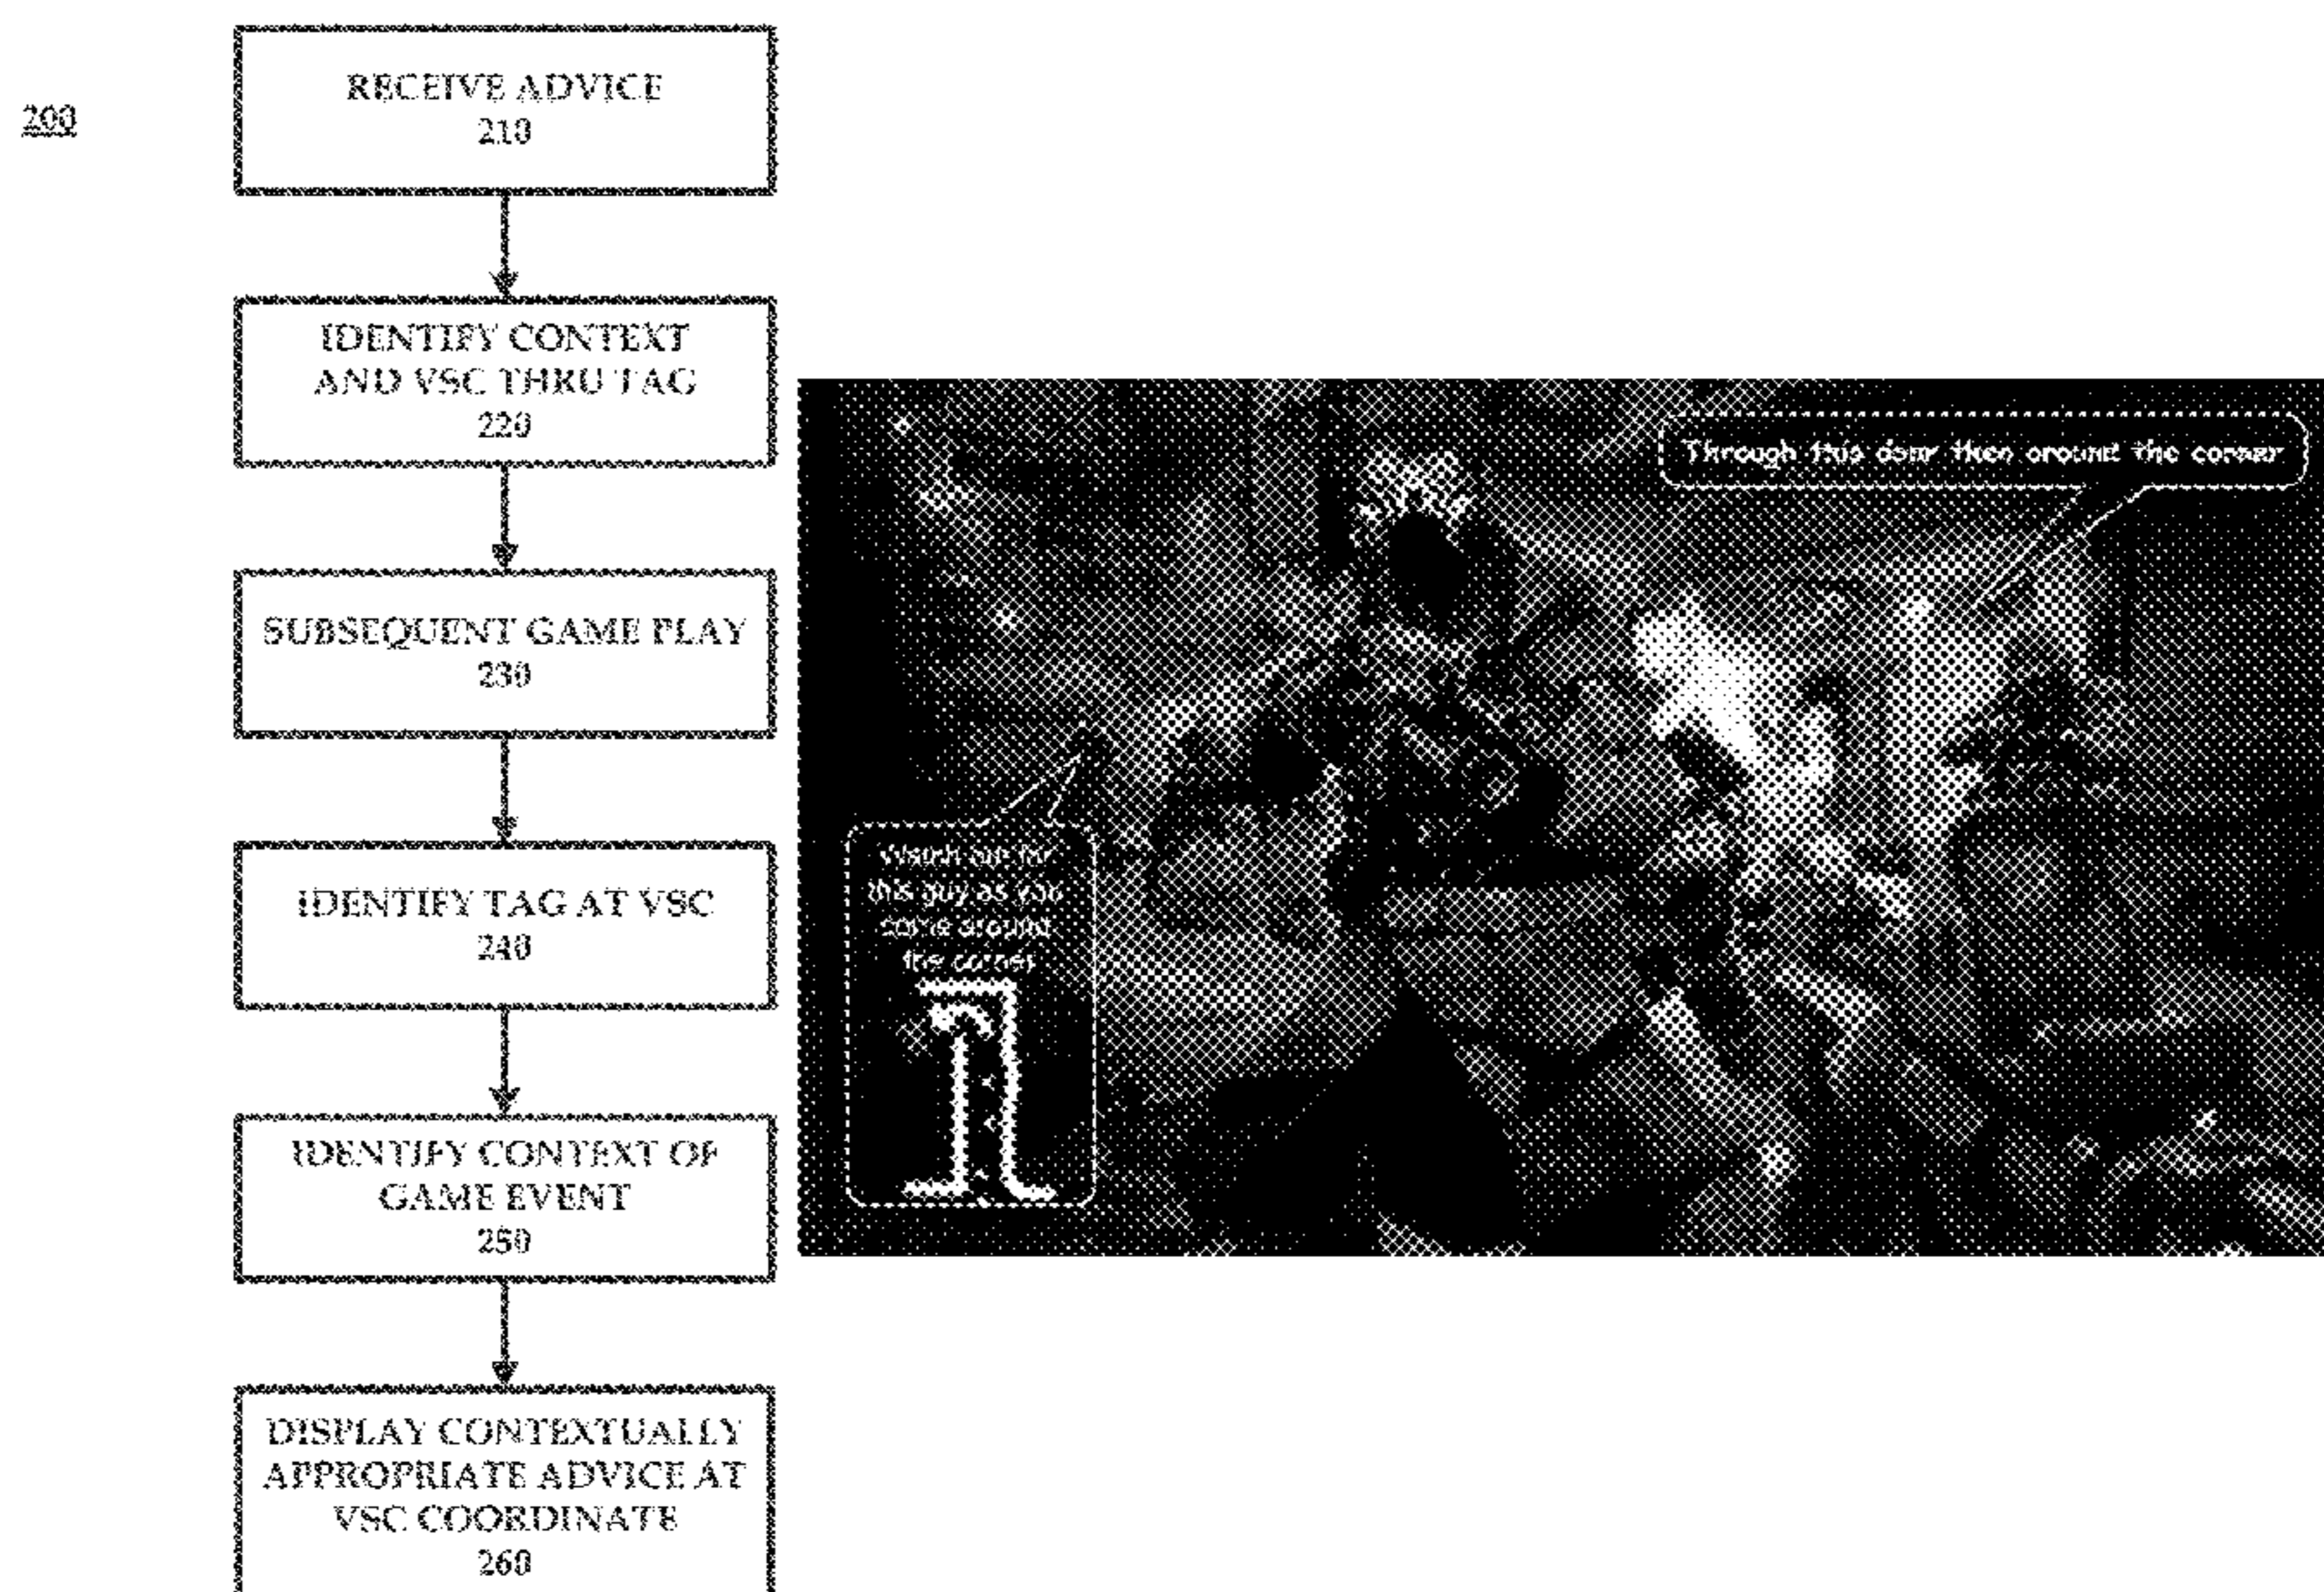 200
RECEIVE ADVICE
210
IDENTIFY CONTEXT
AND VSC THRU TAG
220
SUBSEQUENT GAME PLAY
230
IDENTIFY TAG AT VSC
240
IDENTIFY CONTEXT OF
GAME EVENT
250
DISPLAY CONTEXTUALLY
APPROPRIATE ADVICE AT
VSC COORDINATE
260
Through this door then around the corner
Watch out for
this guy as you
come around
the corner